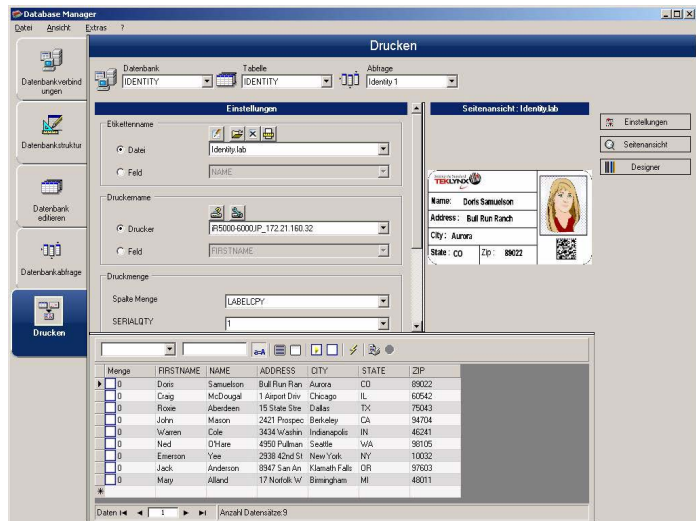 Database Manager
Datei Ansicht Extras ?
Drucken
Datenbank Tabelle Abfrage
IDENTITY IDENTITY Identity 1
Datenbankverbind
ungen
Datenbankstruktur
Datenbank
editieren
Datenbankabfrage
Drucken
Einstellungen
Etikettenname
Datei Identity.lab
Feld NAME
Druckername
Drucker iR5000-6000JP_172.21.160.32
Feld FIRSTNAME
Druckmenge
Spalte Menge LABELCPY
SERIALQTY 1
Seitenansicht: Identity.lab
TEKLYNX
Name: Doris Samuelson
Address: Bull Run Ranch
City: Aurora
State: CO Zip: 89022
Einstellungen
Seitenansicht
Designer
a=A
Menge FIRSTNAME NAME ADDRESS CITY STATE ZIP
0 Doris Samuelson Bull Run Ran Aurora CO 89022
0 Craig McDougal 1 Airport Driv Chicago IL 60542
0 Roxie Aberdeen 15 State Stre Dallas TX 75043
0 John Mason 2421 Prospec Berkeley CA 94704
0 Warren Cole 3434 Washin Indianapolis IN 46241
0 Ned O'Hare 4950 Pullman Seattle WA 98105
0 Emerson Yee 2938 42nd St New York NY 10032
0 Jack Anderson 8947 San An Klamath Falls OR 97603
0 Mary Alland 17 Norfolk W Birmingham MI 48011
Daten 1 Anzahl Datensätze:9